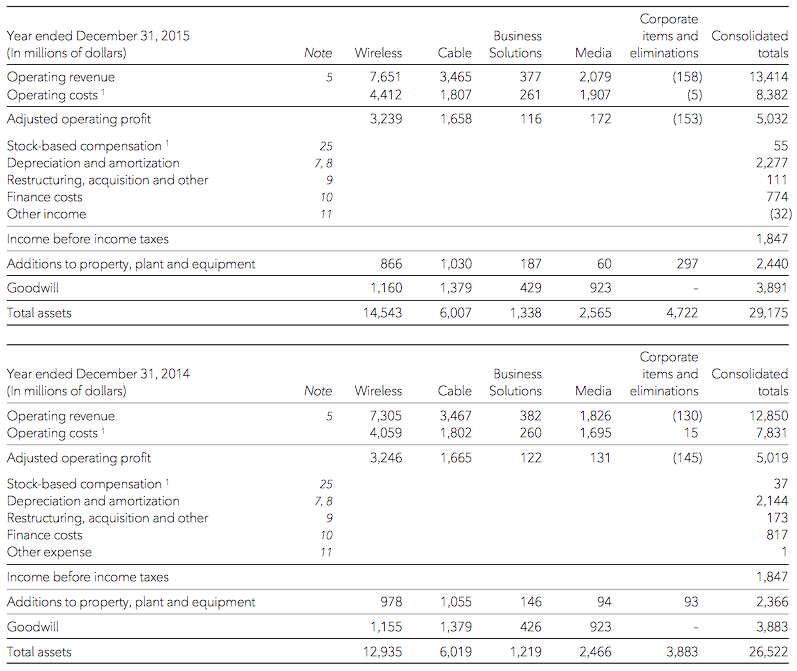 Corporate
Year ended December 31, 2015 Business items and Consolidated
(In millions of dollars) Note Wireless Cable Solutions Media eliminations totals
Operating revenue 5 7,651 3,465 377 2,079 (158) 13,414
Operating costs 1 4,412 1,807 261 1,907 (5) 8,382
Adjusted operating profit 3,239 1,658 116 172 (153) 5,032
Stock-based compensation 1 25 55
Depreciation and amortization 7, 8 2,277
Restructuring, acquisition and other 9 111
Finance costs 10 774
Other income 11 (32)
Income before income taxes 1,847
Additions to property, plant and equipment 866 1,030 187 60 297 2,440
Goodwill 1,160 1,379 429 923 – 3,891
Total assets 14,543 6,007 1,338 2,565 4,722 29,175
Corporate
Year ended December 31, 2014 Business items and Consolidated
(In millions of dollars) Note Wireless Cable Solutions Media eliminations totals
Operating revenue 5 7,305 3,467 382 1,826 (130) 12,850
Operating costs 1 4,059 1,802 260 1,695 15 7,831
Adjusted operating profit 3,246 1,665 122 131 (145) 5,019
Stock-based compensation 1 25 37
Depreciation and amortization 7, 8 2,144
Restructuring, acquisition and other 9 173
Finance costs 10 817
Other expense 11 1
Income before income taxes 1,847
Additions to property, plant and equipment 978 1,055 146 94 93 2,366
Goodwill 1,155 1,379 426 923 – 3,883
Total assets 12,935 6,019 1,219 2,466 3,883 26,522